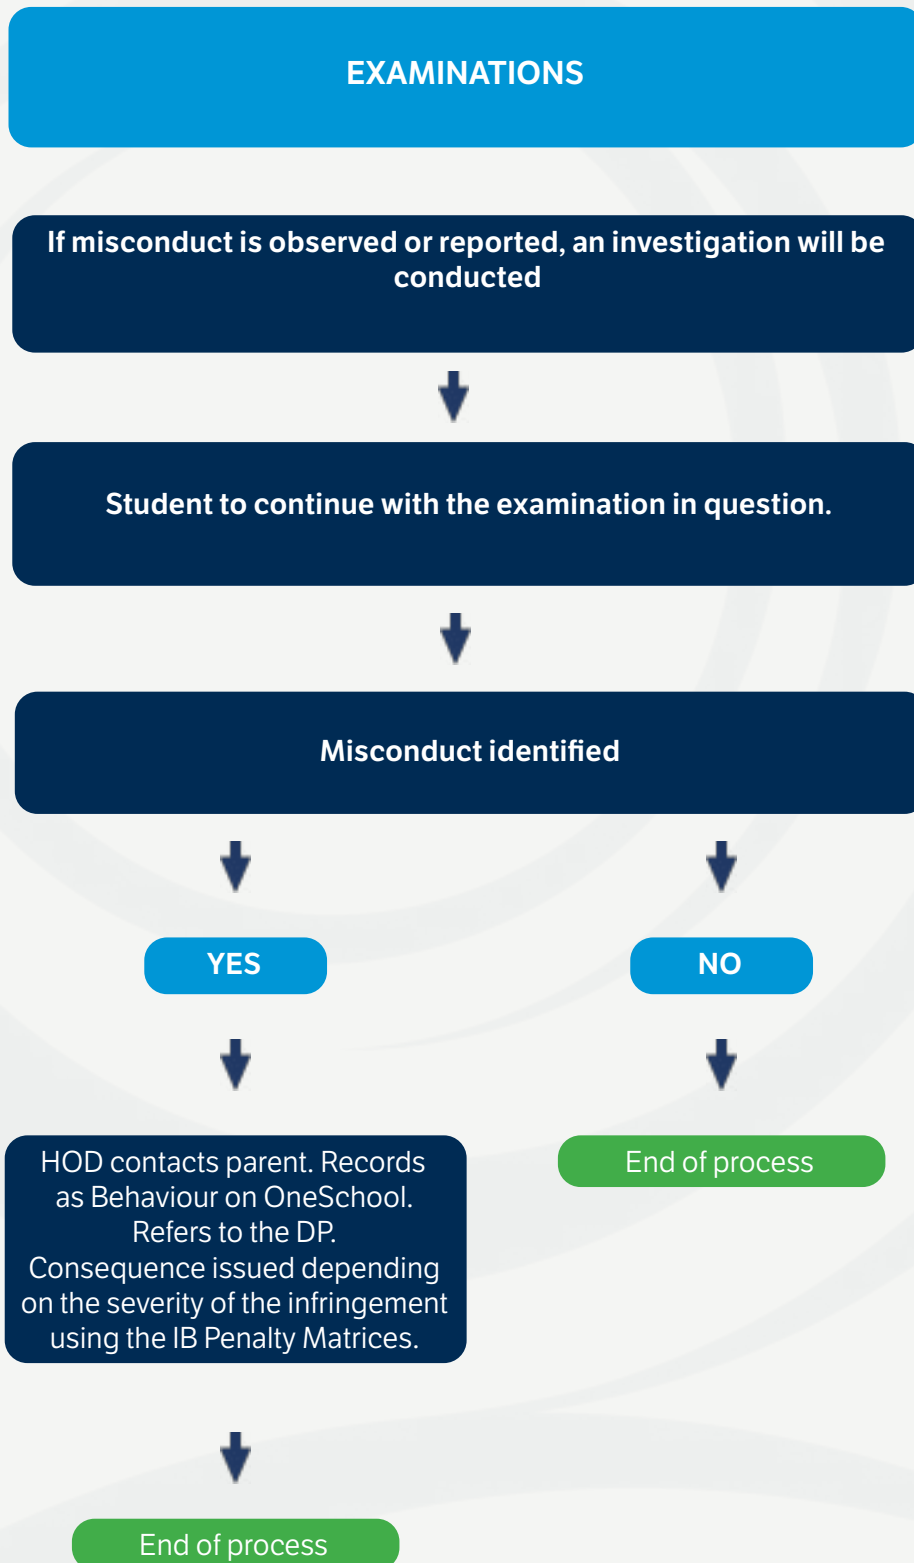 EXAMINATIONS
If misconduct is observed or reported, an investigation will be
conducted
Student to continue with the examination in question.
Misconduct identified
YES
NO
HOD contacts parent. Records
as Behaviour on OneSchool.
Refers to the DP.
Consequence issued depending
on the severity of the infringement
using the IB Penalty Matrices.
End of process
End of process